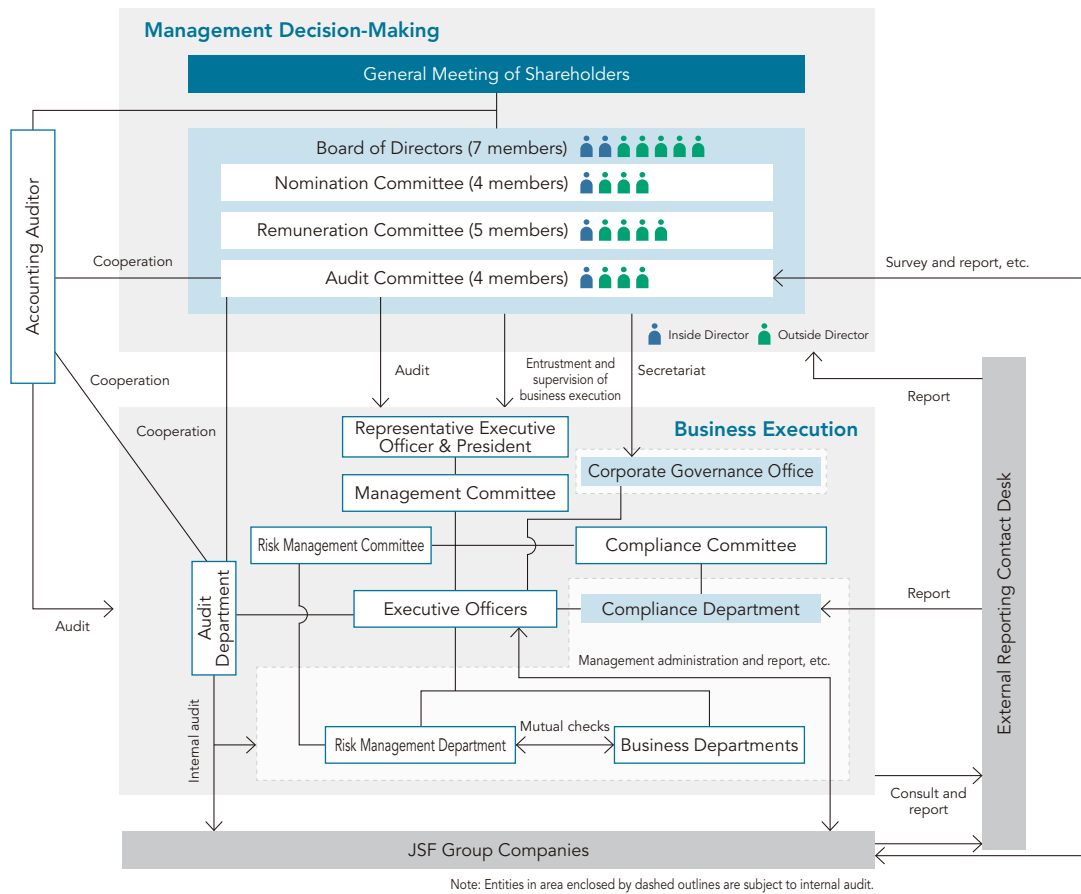 Management Decision-Making
General Meeting of Shareholders
Board of Directors (7 members)
Nomination Committee (4 members)
Remuneration Committee (5 members)
Audit Committee (4 members)
Accounting Auditor
Cooperation
Survey and report, etc.
Inside Director
Outside Director
Cooperation
Audit
Entrustment and
supervision of
business execution
Secretariat
Report
Cooperation
Business Execution
Representative Executive
Officer & President
Corporate Governance Office
Management Committee
Risk Management Committee
Compliance Committee
External Reporting Contact Desk
Audit
Department
Executive Officers
Compliance Department
Report
Audit
Management administration and report, etc.
Internal audit
Mutual checks
Risk Management Department
Business Departments
Consult and
report
JSF Group Companies
Note: Entities in area enclosed by dashed outlines are subject to internal audit.